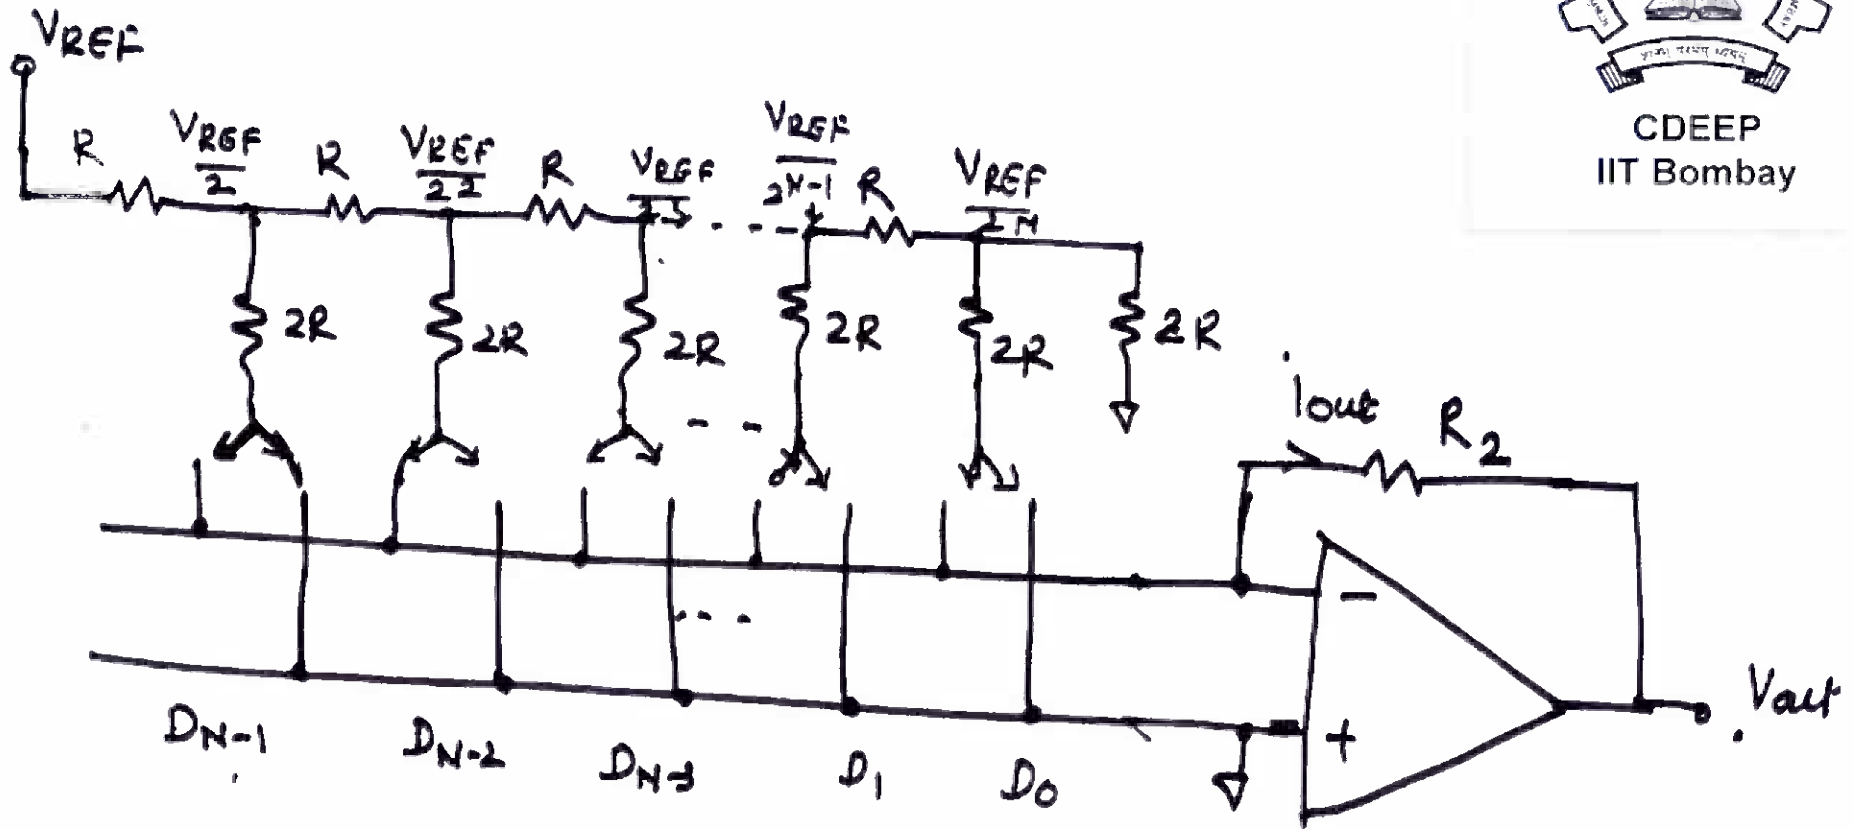 VREF
R
VREF/2
R
VREF/2²
R
VREF
VREF/2^N-1
R
VREF/2^N
CDEEP
IIT Bombay
2R
2R
2R
2R
2R
2R
iout
R2
- -
...
−
+
Vout
DN-1
DN-2
DN-3
D1
D0